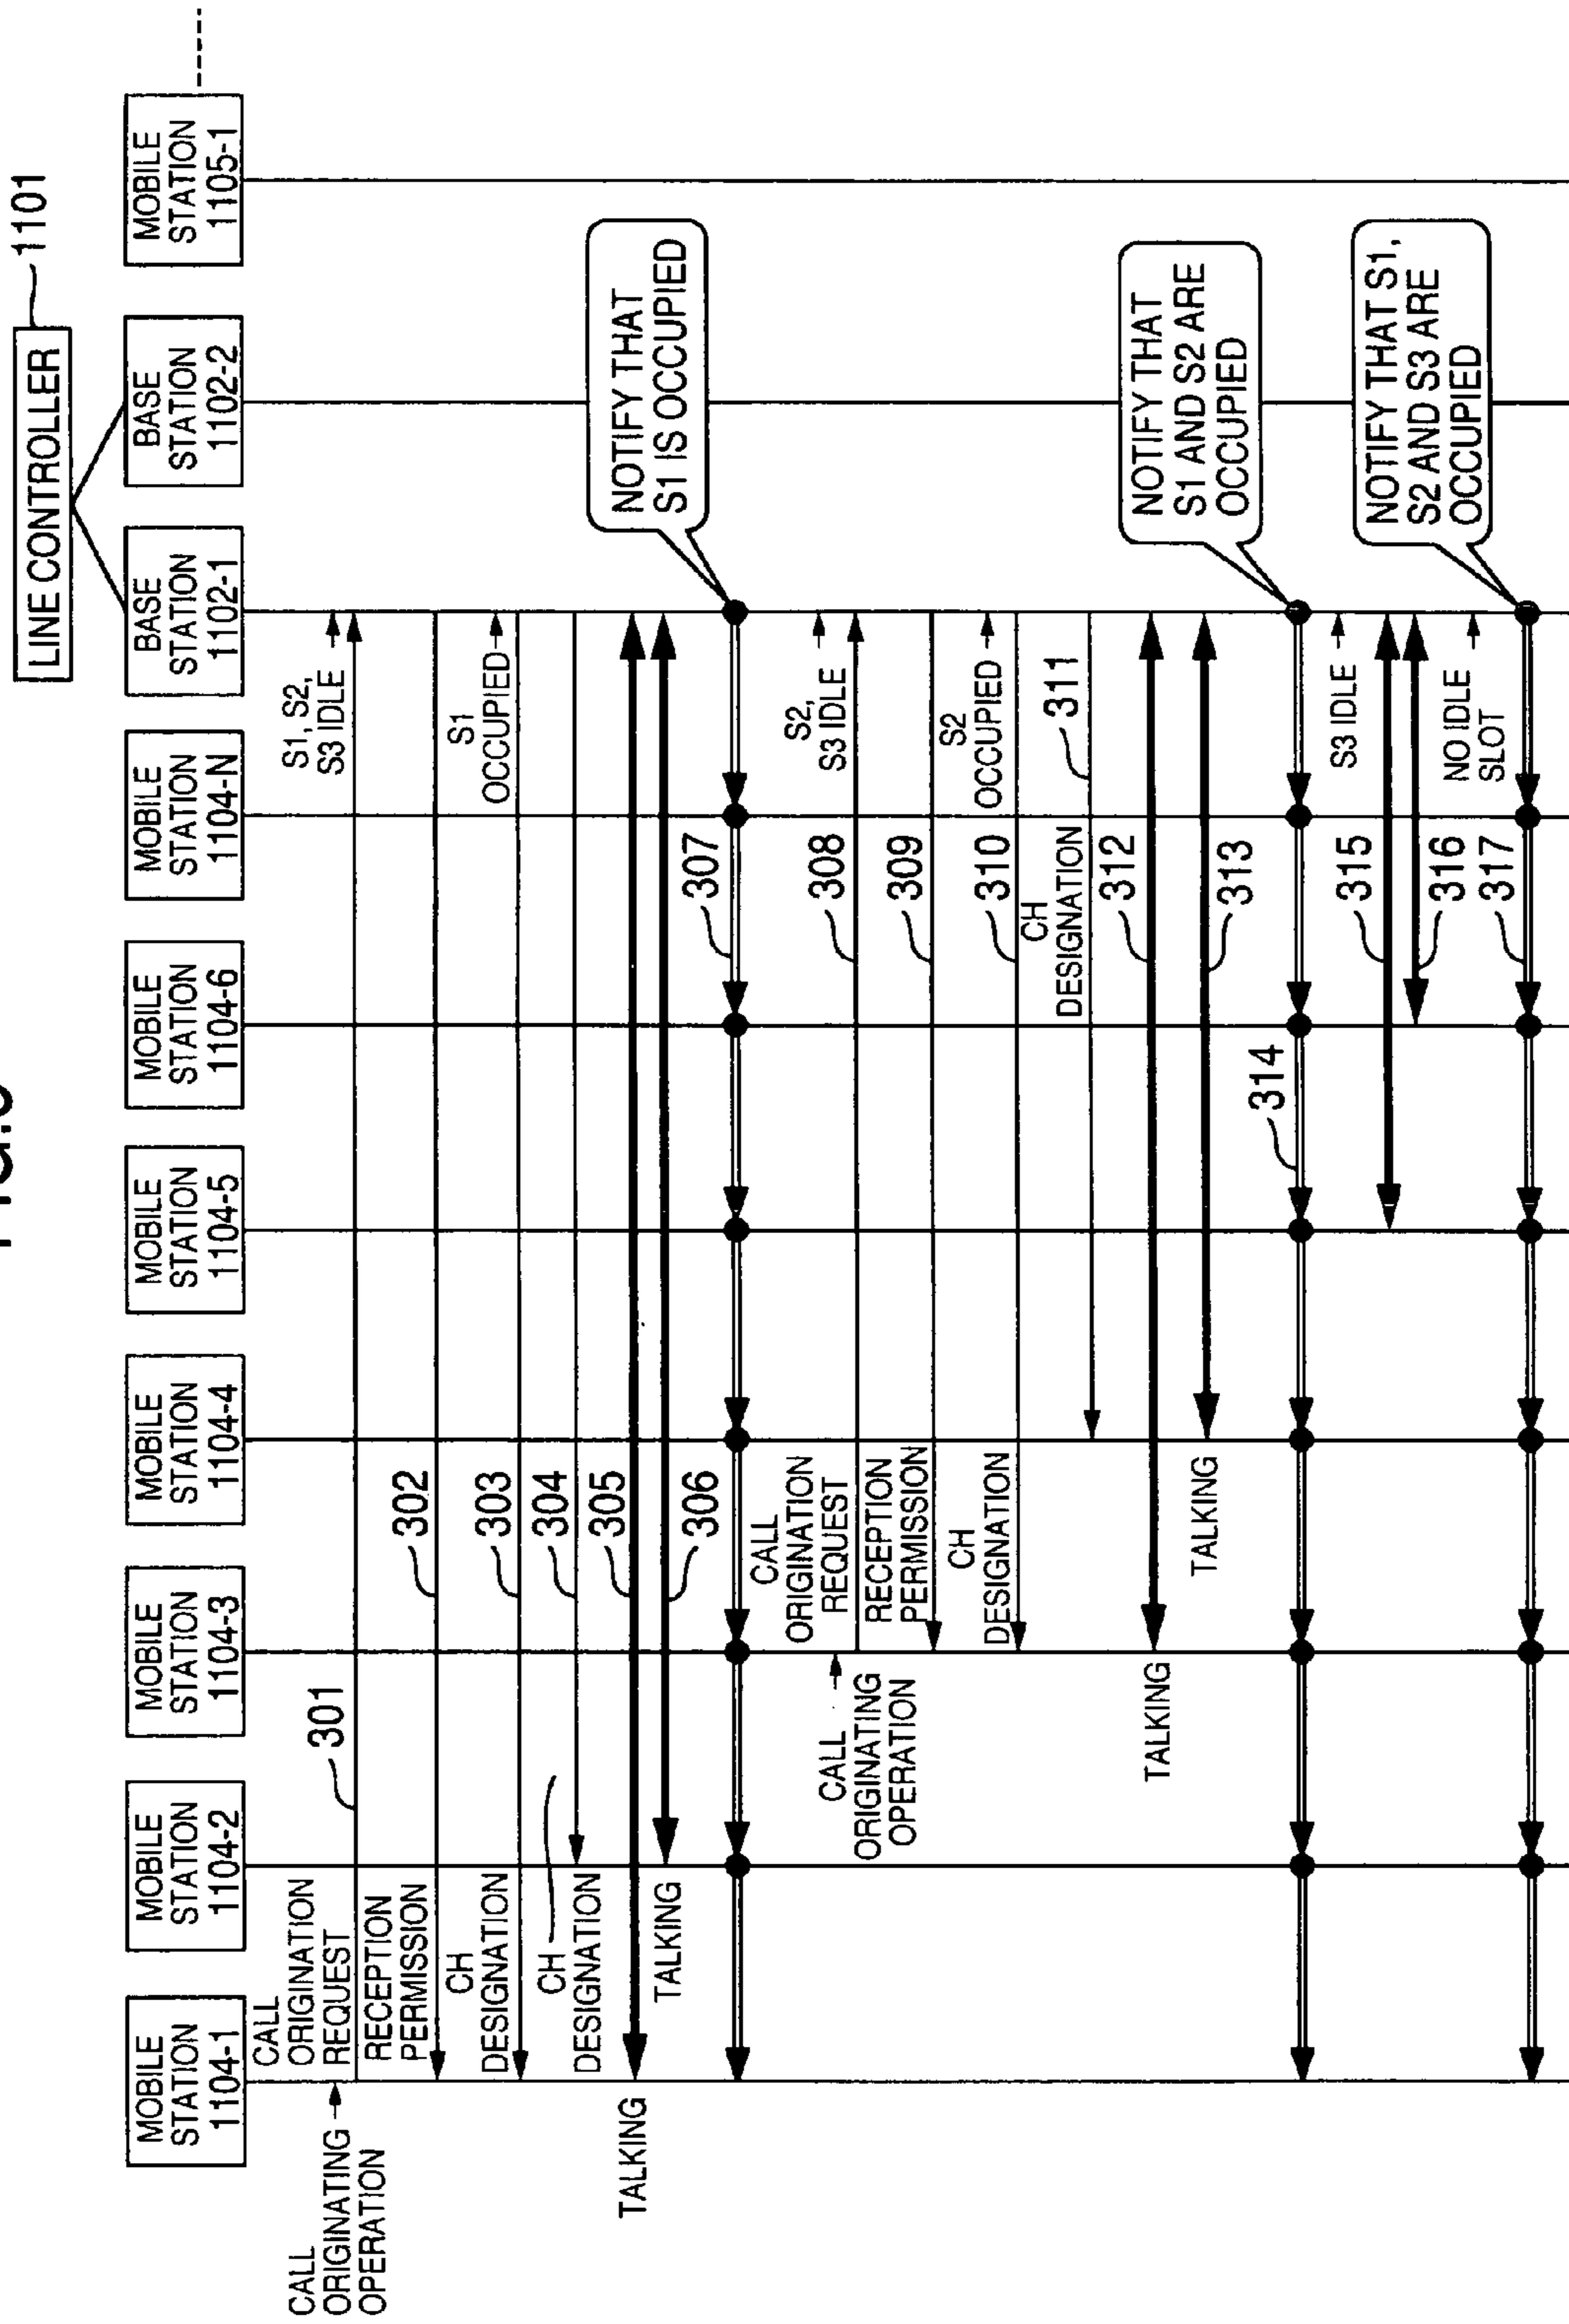 LINE CONTROLLER
1101
MOBILE
STATION
1104-1
MOBILE
STATION
1104-2
MOBILE
STATION
1104-3
MOBILE
STATION
1104-4
MOBILE
STATION
1104-5
MOBILE
STATION
1104-6
MOBILE
STATION
1104-N
BASE
STATION
1102-1
BASE
STATION
1102-2
MOBILE
STATION
1105-1
CALL
ORIGINATING
OPERATION
CALL
ORIGINATION
REQUEST
301
S1, S2,
S3 IDLE
RECEPTION
PERMISSION
302
CH
DESIGNATION
303
S1
OCCUPIED
CH
DESIGNATION
304
TALKING
305
TALKING
306
307
NOTIFY THAT
S1 IS OCCUPIED
CALL
ORIGINATING
OPERATION
CALL
ORIGINATION
REQUEST
308
S2,
S3 IDLE
RECEPTION
PERMISSION
309
CH
DESIGNATION
310
S2
OCCUPIED
CH
DESIGNATION
311
TALKING
312
TALKING
313
314
NOTIFY THAT
S1 AND S2 ARE
OCCUPIED
S3 IDLE
315
316
NO IDLE
SLOT
317
NOTIFY THAT S1,
S2 AND S3 ARE
OCCUPIED